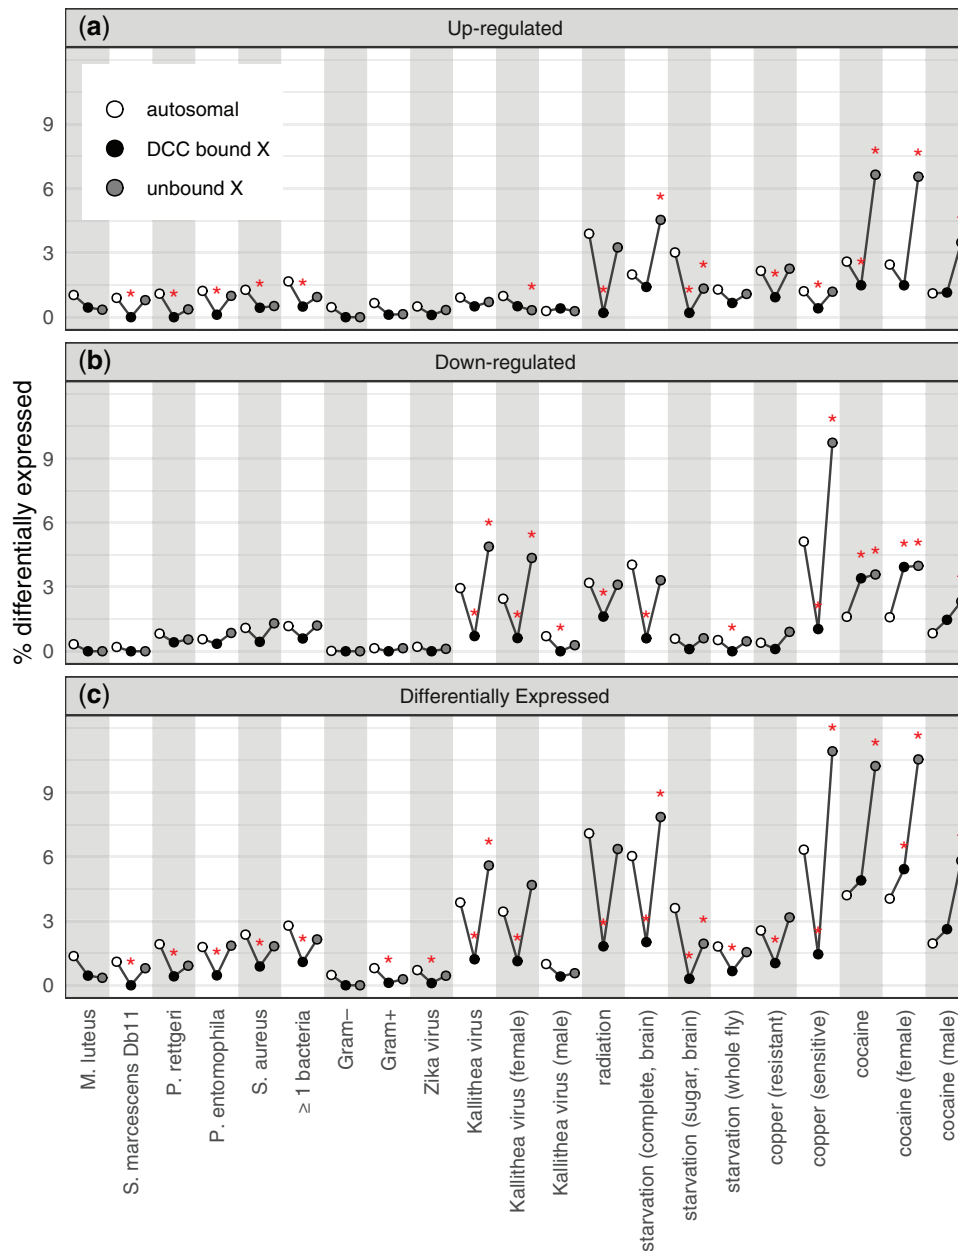 (a) Up-regulated
autosomal
DCC bound X
unbound X
9
6
3
0
(b) Down-regulated
9
6
3
0
(c) Differentially Expressed
9
6
3
0
% differentially expressed
M. luteus
S. marcescens Db11
P. rettgeri
P. entomophila
S. aureus
≥ 1 bacteria
Gram−
Gram+
Zika virus
Kallithea virus
Kallithea virus (female)
Kallithea virus (male)
radiation
starvation (complete, brain)
starvation (sugar, brain)
starvation (whole fly)
copper (resistant)
copper (sensitive)
cocaine
cocaine (female)
cocaine (male)